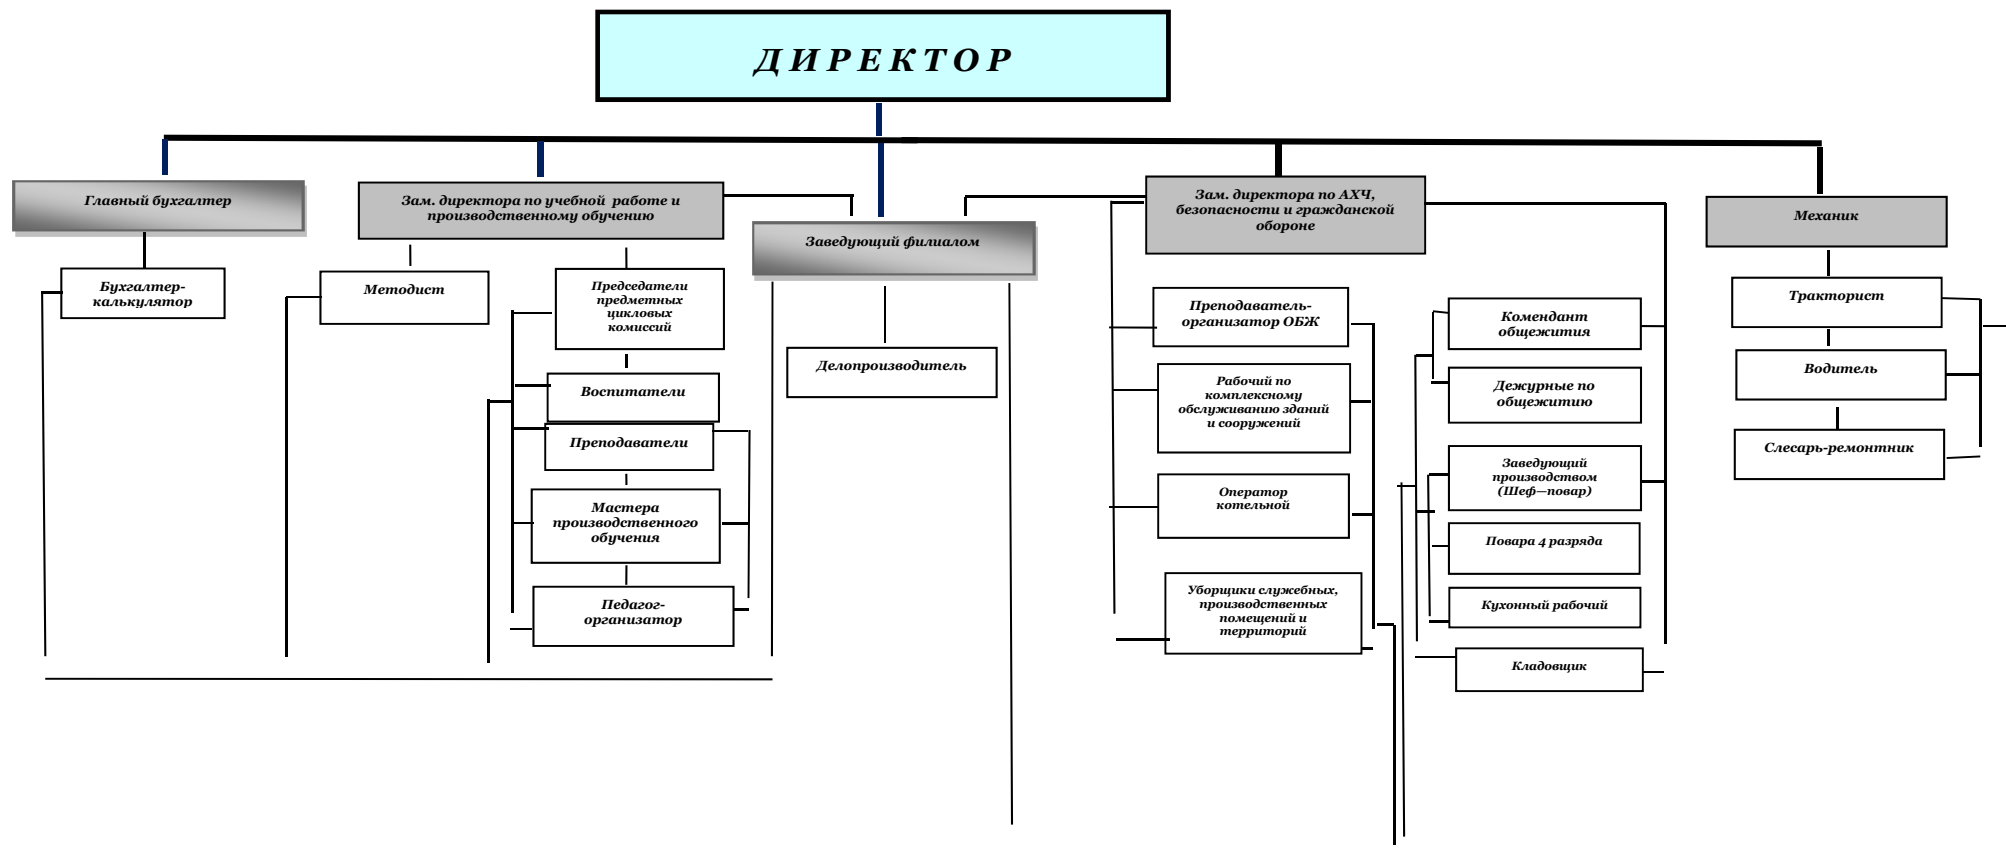 Д И Р Е К Т О Р
Главный бухгалтер
Зам. директора по учебной работе и
производственному обучению
Заведующий филиалом
Зам. директора по АХЧ,
безопасности и гражданской
обороне
Механик
Бухгалтер-
калькулятор
Методист
Председатели
предметных
цикловых
комиссий
Воспитатели
Преподаватели
Мастера
производственного
обучения
Педагог-
организатор
Делопроизводитель
Преподаватель-
организатор ОБЖ
Рабочий по
комплексному
обслуживанию зданий
и сооружений
Оператор
котельной
Уборщики служебных,
производственных
помещений и
территорий
Комендант
общежития
Дежурные по
общежитию
Заведующий
производством
(Шеф—повар)
Повара 4 разряда
Кухонный рабочий
Кладовщик
Тракторист
Водитель
Слесарь-ремонтник